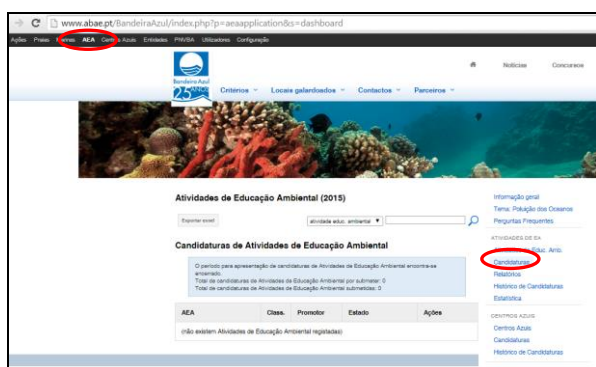 www.abae.pt/BandeiraAzul/index.php?p=aeaapplication&s=dashboard
Ações Praias Marinas AEA Centros Azuis Entidades PNVBA Utilizadores Configuração
Bandeira Azul
25 ANOS
Notícias Concursos
Critérios Locais galardoados Contactos Parceiros
Atividades de Educação Ambiental (2015)
Exportar excel
atividade educ. ambiental
Candidaturas de Atividades de Educação Ambiental
O período para apresentação de candidaturas de Atividades de Educação Ambiental encontra-se
encerrado.
Total de candidaturas de Atividades de Educação Ambiental por submeter: 0
Total de candidaturas de Atividades de Educação Ambiental submetidas: 0
AEA Class. Promotor Estado Ações
(não existem Atividades de Educação Ambiental registadas)
Informação geral
Tema: Poluição dos Oceanos
Perguntas Frequentes
ATIVIDADES DE EA
Educ. Amb.
Candidaturas
Relatórios
Histórico de Candidaturas
Estatística
CENTROS AZUIS
Centros Azuis
Candidaturas
Histórico de Candidaturas